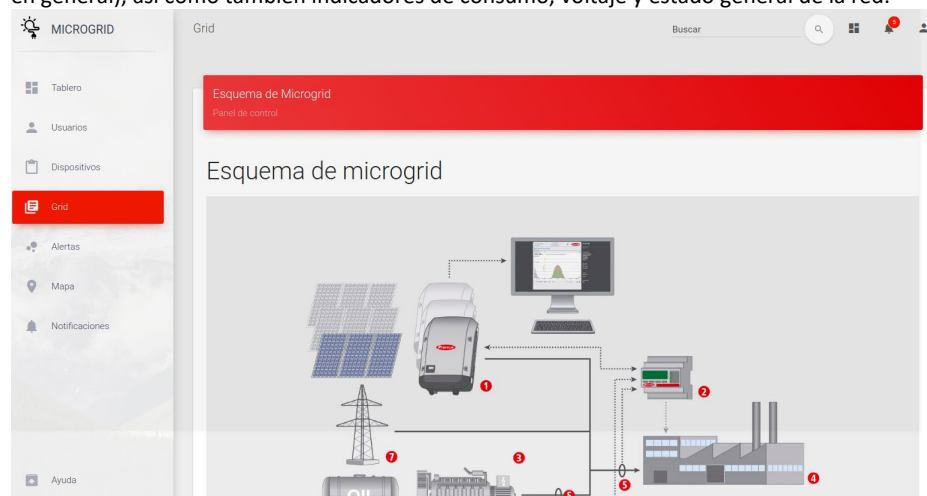 en general), así como también indicadores de consumo, voltaje y estado general de la red.
MICROGRID
Grid
Buscar
5
Tablero
Usuarios
Dispositivos
Grid
Alertas
Mapa
Notificaciones
Ayuda
Esquema de Microgrid
Panel de control
Esquema de microgrid
Fronius
1
2
7
3
4
5
6
OIL